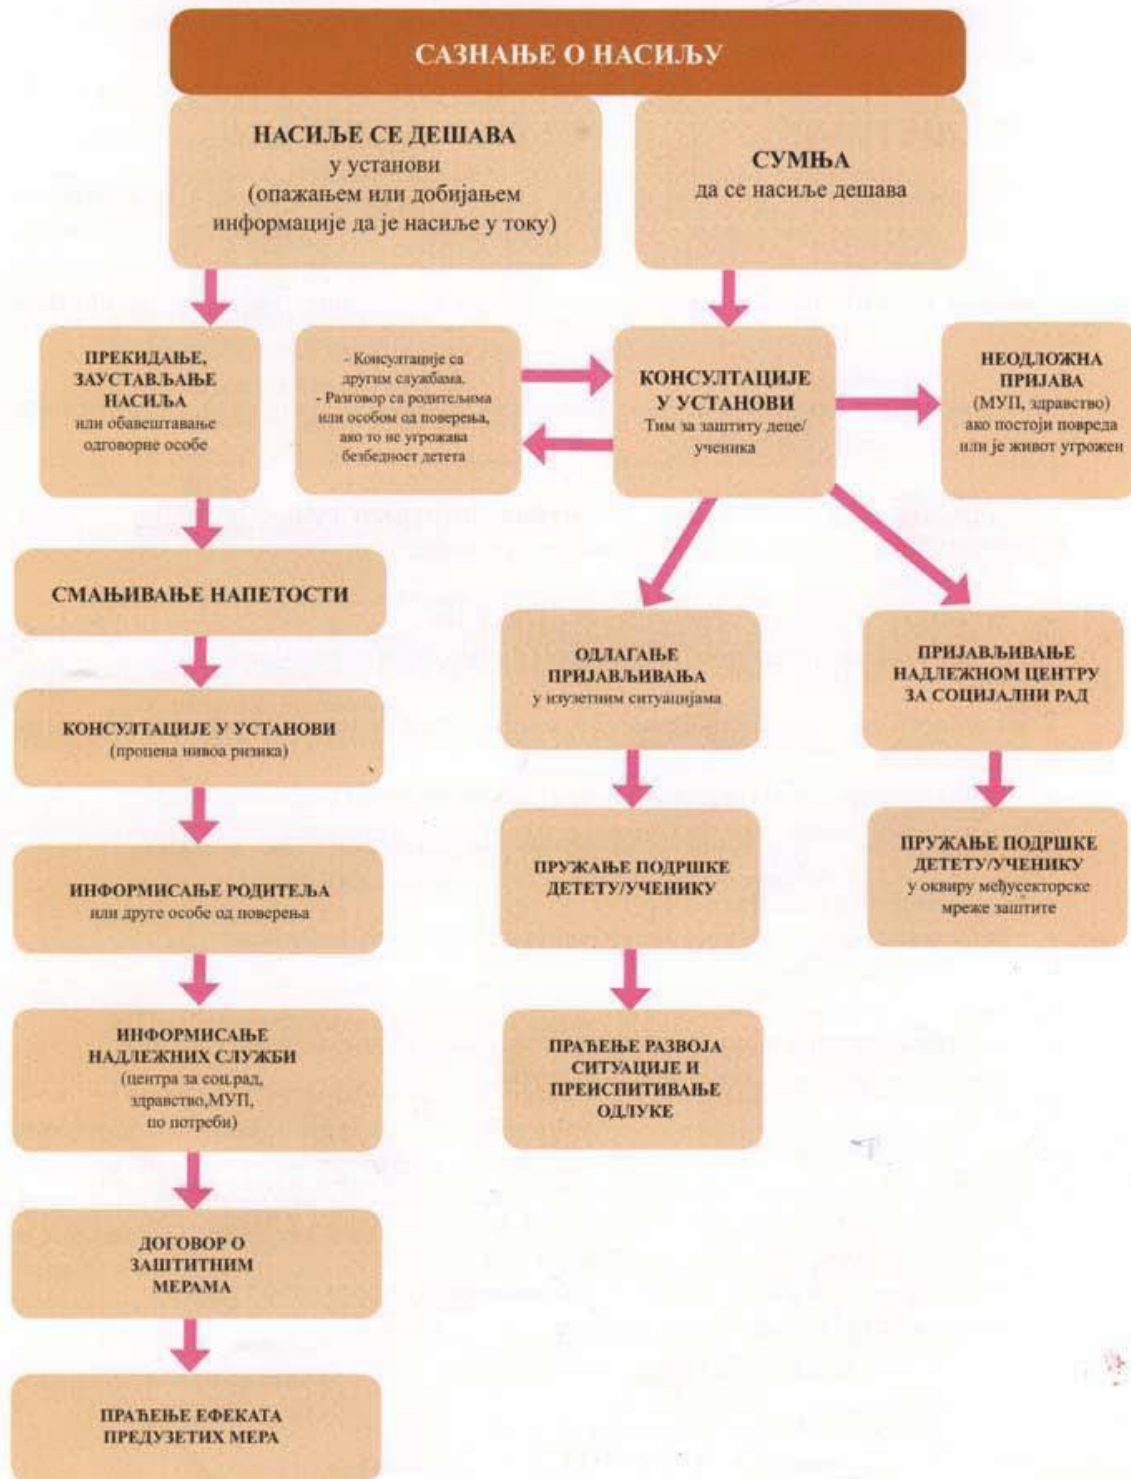 САЗНАЊЕ О НАСИЉУ
НАСИЉЕ СЕ ДЕШАВА
у установи
(опажањем или добијањем
информације да је насиље у току)
СУМЊА
да се насиље дешава
ПРЕКИДАЊЕ,
ЗАУСТАВЉАЊЕ
НАСИЉА
или обавештавање
одговорне особе
- Консултације са
другим службама.
- Разговор са родитељима
или особом од поверења,
ако то не угрожава
безбедност детета
КОНСУЛТАЦИЈЕ
У УСТАНОВИ
Тим за заштиту деце/
ученика
НЕОДЛОЖНА
ПРИЈАВА
(МУП, здравство)
ако постоји повреда
или је живот угрожен
СМАЊИВАЊЕ НАПЕТОСТИ
КОНСУЛТАЦИЈЕ У УСТАНОВИ
(процена нивоа ризика)
ИНФОРМИСАЊЕ РОДИТЕЉА
или друге особе од поверења
ИНФОРМИСАЊЕ
НАДЛЕЖНИХ СЛУЖБИ
(центра за соц.рад,
здравство,МУП,
по потреби)
ДОГОВОР О
ЗАШТИТНИМ
МЕРАМА
ПРАЋЕЊЕ ЕФЕКАТА
ПРЕДУЗЕТИХ МЕРА
ОДЛАГАЊЕ
ПРИЈАВЉИВАЊА
у изузетним ситуацијама
ПРУЖАЊЕ ПОДРШКЕ
ДЕТЕТУ/УЧЕНИКУ
ПРАЋЕЊЕ РАЗВОЈА
СИТУАЦИЈЕ И
ПРЕИСПИТИВАЊЕ
ОДЛУКЕ
ПРИЈАВЉИВАЊЕ
НАДЛЕЖНОМ ЦЕНТРУ
ЗА СОЦИЈАЛНИ РАД
ПРУЖАЊЕ ПОДРШКЕ
ДЕТЕТУ/УЧЕНИКУ
у оквиру међусекторске
мреже заштите